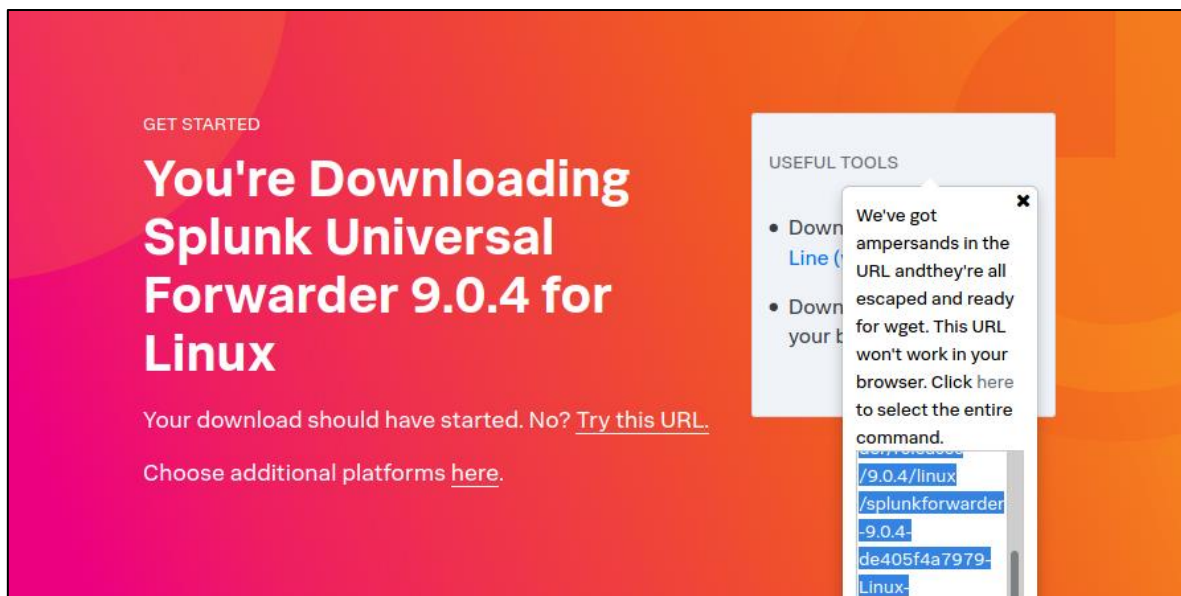 GET STARTED
You're Downloading
Splunk Universal
Forwarder 9.0.4 for
Linux
Your download should have started. No? Try this URL.
Choose additional platforms here.
USEFUL TOOLS
Down
Line (
Down
your b
We've got
ampersands in the
URL andthey're all
escaped and ready
for wget. This URL
won't work in your
browser. Click here
to select the entire
command.
/9.0.4/linux
/splunkforwarder
-9.0.4-
de405f4a7979-
Linux-